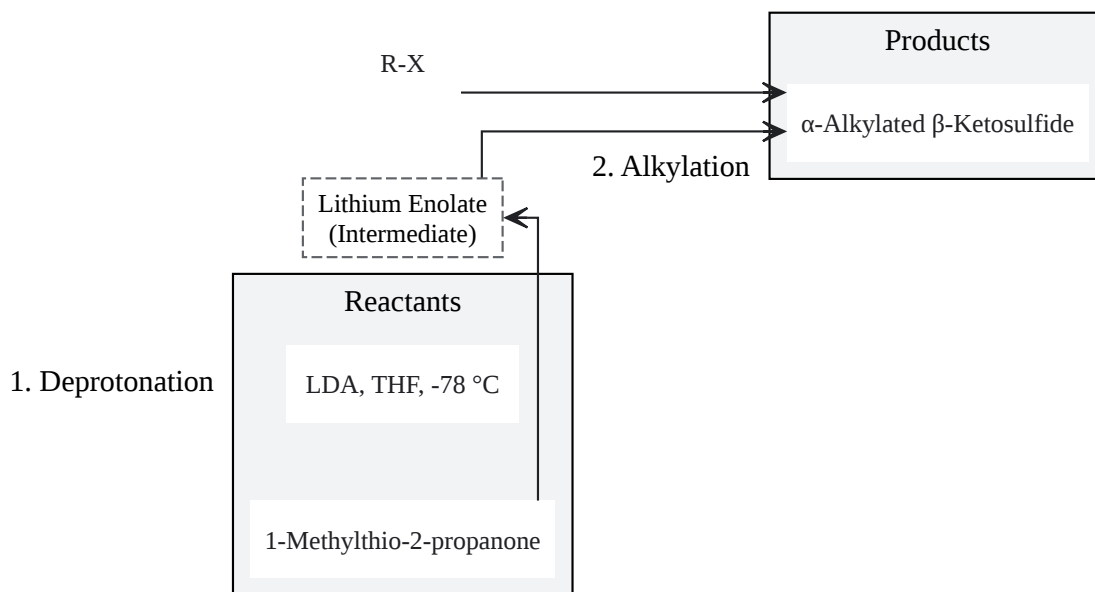 Products
R-X
α-Alkylated β-Ketosulfide
2. Alkylation
Lithium Enolate
(Intermediate)
Reactants
1. Deprotonation
LDA, THF, -78 °C
1-Methylthio-2-propanone